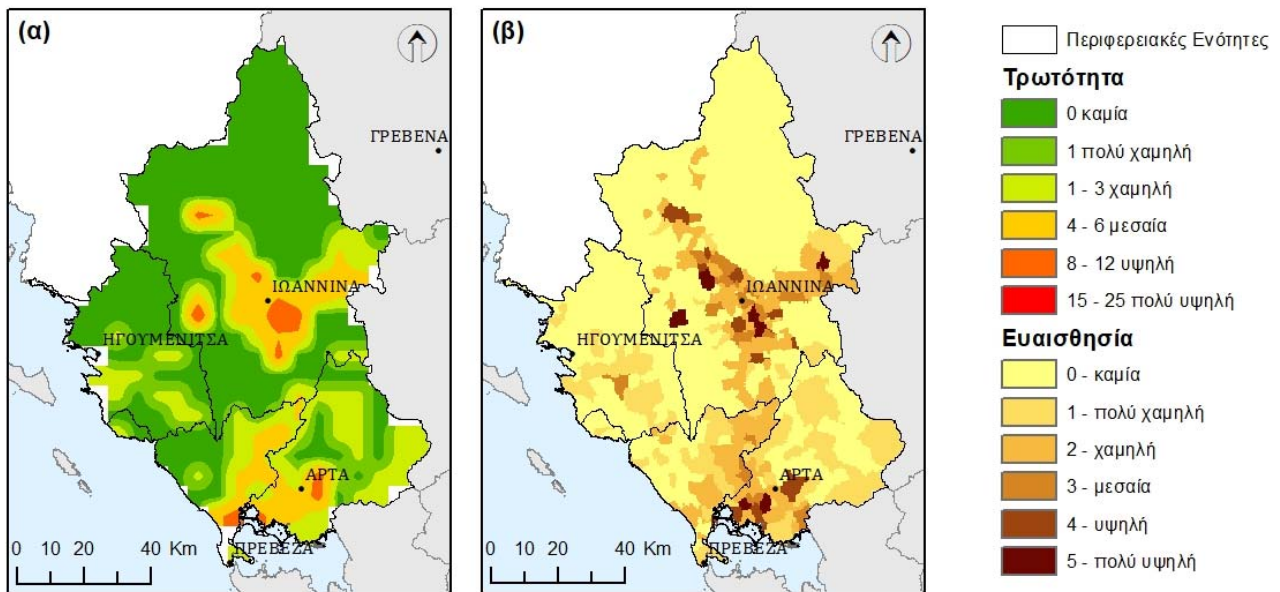 (α)
ΓΡΕΒΕΝΑ
ΙΩΑΝΝΙΝΑ
ΗΓΟΥΜΕΝΙΤΣΑ
ΑΡΤΑ
ΠΡΕΒΕΖΑ
0 10 20 40 Km
(β)
ΓΡΕΒΕΝΑ
ΙΩΑΝΝΙΝΑ
ΗΓΟΥΜΕΝΙΤΣΑ
ΑΡΤΑ
ΠΡΕΒΕΖΑ
0 10 20 40 Km
Περιφερειακές Ενότητες
Τρωτότητα
0 καμία
1 πολύ χαμηλή
1 - 3 χαμηλή
4 - 6 μεσαία
8 - 12 υψηλή
15 - 25 πολύ υψηλή
Ευαισθησία
0 - καμία
1 - πολύ χαμηλή
2 - χαμηλή
3 - μεσαία
4 - υψηλή
5 - πολύ υψηλή